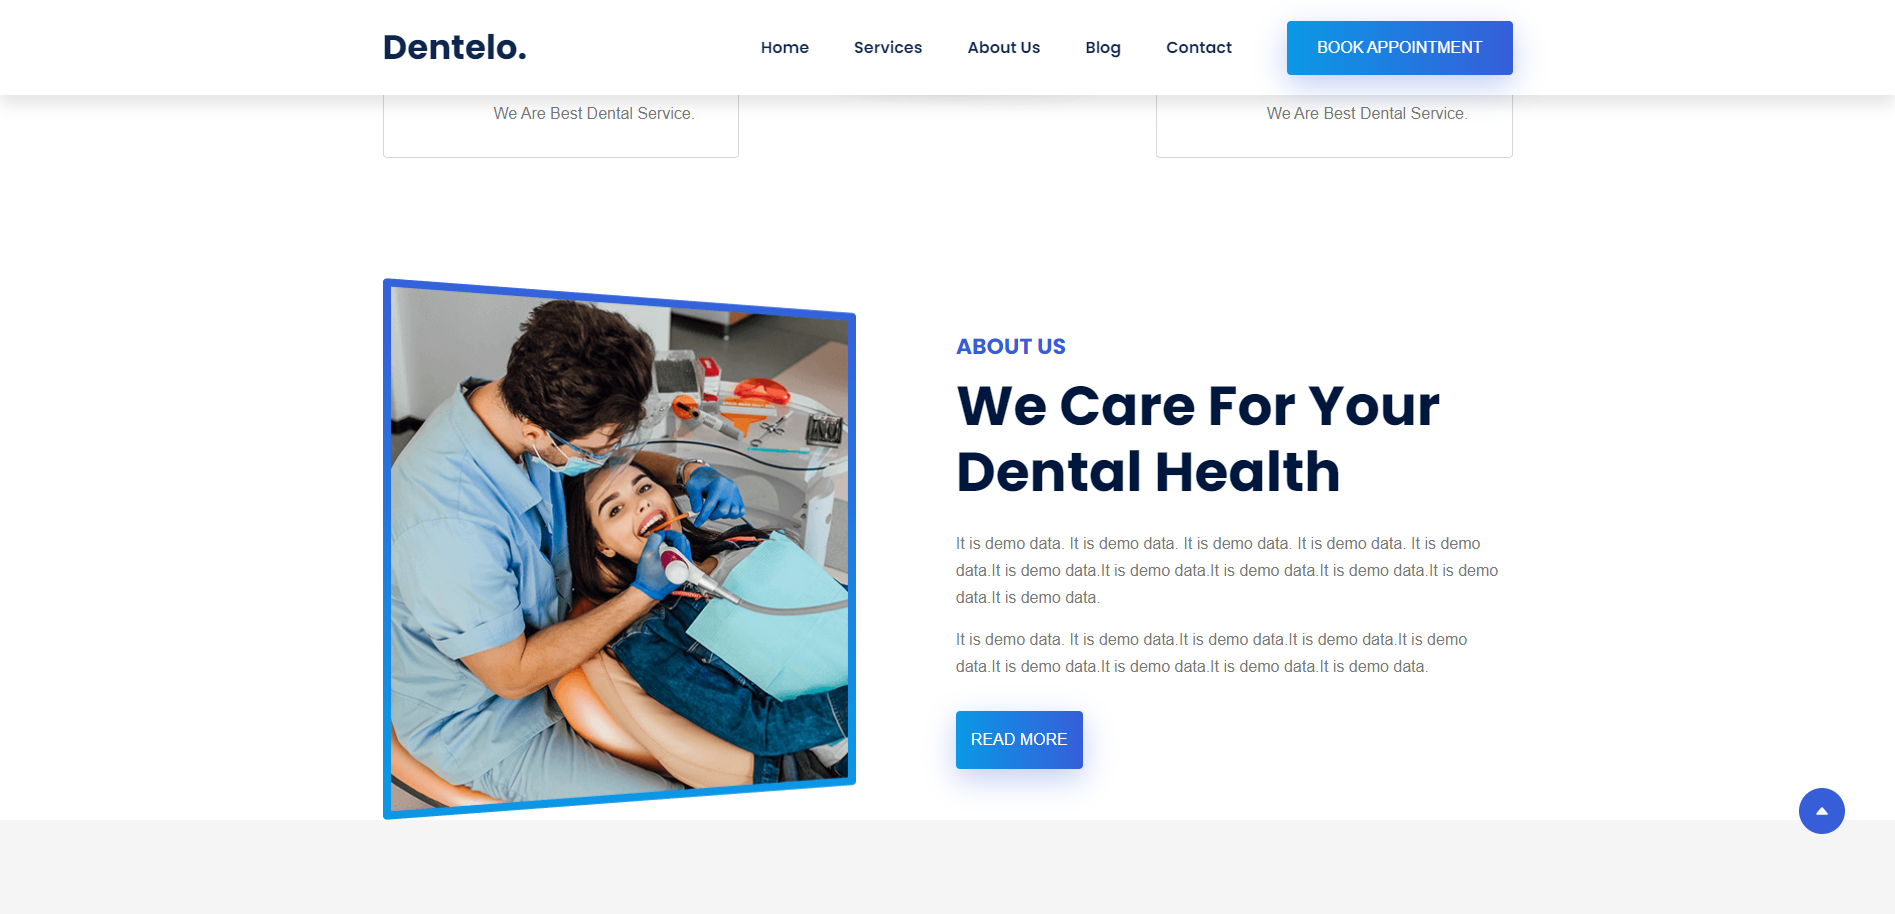 Dentelo.
Home
Services
About Us
Blog
Contact
BOOK APPOINTMENT
We Are Best Dental Service.
We Are Best Dental Service.
ABOUT US
We Care For Your
Dental Health
It is demo data. It is demo data. It is demo data. It is demo data. It is demo
data.It is demo data.It is demo data.It is demo data.It is demo data.It is demo
data.It is demo data.
It is demo data. It is demo data.It is demo data.It is demo data.It is demo
data.It is demo data.It is demo data.It is demo data.It is demo data.
READ MORE